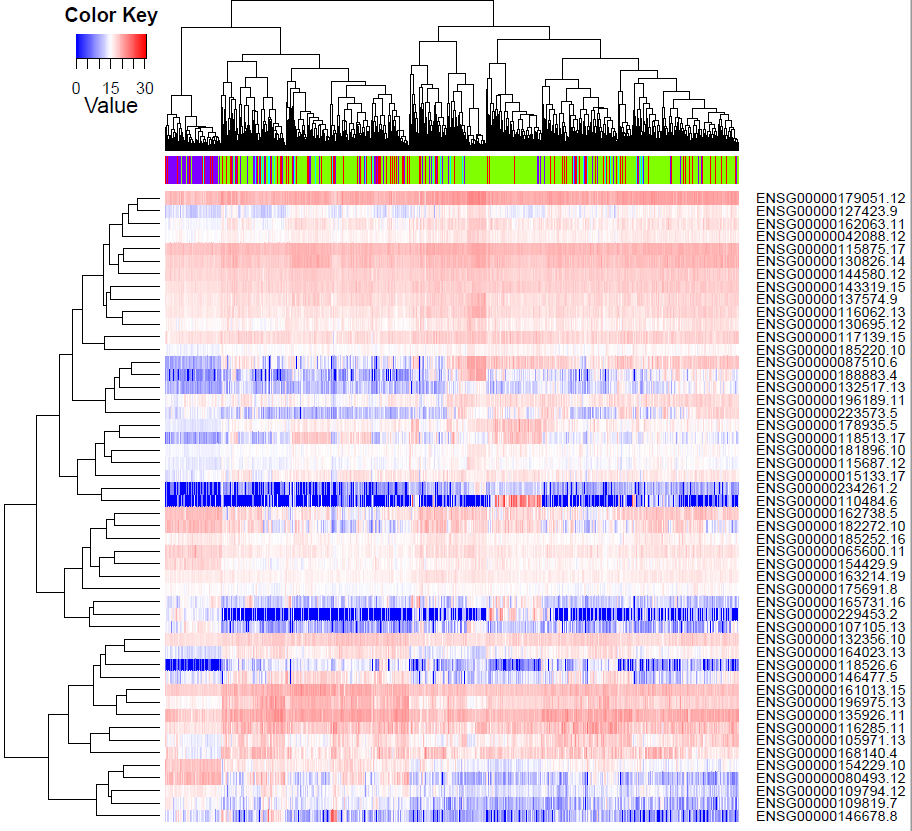 Color Key
0 15 30
Value
ENSG00000179051.12
ENSG00000127423.9
ENSG00000162063.11
ENSG00000042088.12
ENSG00000115875.17
ENSG00000130826.14
ENSG00000144580.12
ENSG00000143319.15
ENSG00000137574.9
ENSG00000116062.13
ENSG00000130695.12
ENSG00000117139.15
ENSG00000185220.10
ENSG00000087510.6
ENSG00000188883.4
ENSG00000132517.13
ENSG00000196189.11
ENSG00000223573.5
ENSG00000178935.5
ENSG00000118513.17
ENSG00000181896.10
ENSG00000115687.12
ENSG00000015133.17
ENSG00000234261.2
ENSG00000110484.6
ENSG00000162738.5
ENSG00000182272.10
ENSG00000185252.16
ENSG00000065600.11
ENSG00000154429.9
ENSG00000163214.19
ENSG00000175691.8
ENSG00000165731.16
ENSG00000229453.2
ENSG00000107105.13
ENSG00000132356.10
ENSG00000164023.13
ENSG00000118526.6
ENSG00000146477.5
ENSG00000161013.15
ENSG00000196975.13
ENSG00000135926.11
ENSG00000116285.11
ENSG00000105971.13
ENSG00000168140.4
ENSG00000154229.10
ENSG00000080493.12
ENSG00000109794.12
ENSG00000109819.7
ENSG00000146678.8